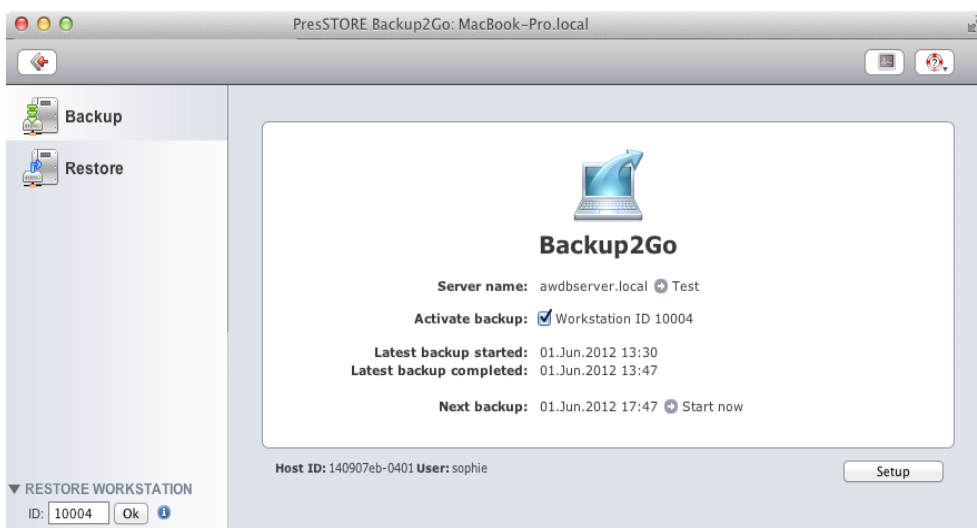 PresSTORE Backup2Go: MacBook-Pro.local
Backup
Restore
Backup2Go
Server name: awdbserver.local Test
Activate backup: Workstation ID 10004
Latest backup started: 01.Jun.2012 13:30
Latest backup completed: 01.Jun.2012 13:47
Next backup: 01.Jun.2012 17:47 Start now
Host ID: 140907eb-0401 User: sophie
Setup
RESTORE WORKSTATION
ID: 10004 Ok